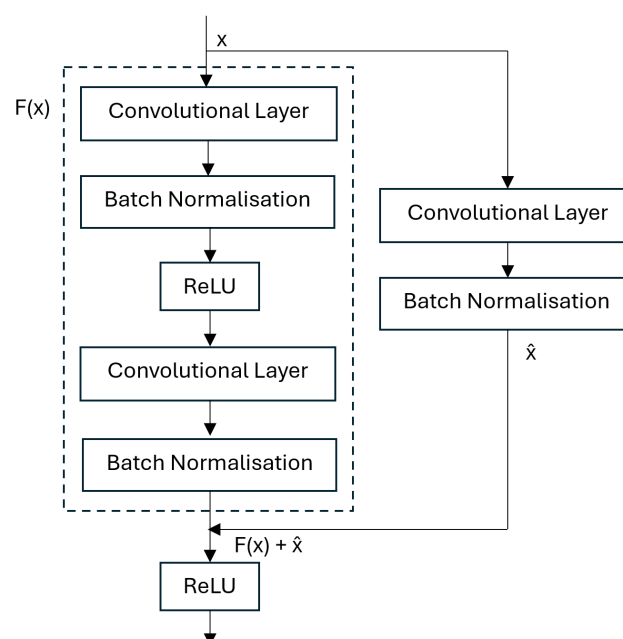 x
F(x)
Convolutional Layer
Batch Normalisation
ReLU
Convolutional Layer
Batch Normalisation
Convolutional Layer
Batch Normalisation
x̂
F(x) + x̂
ReLU